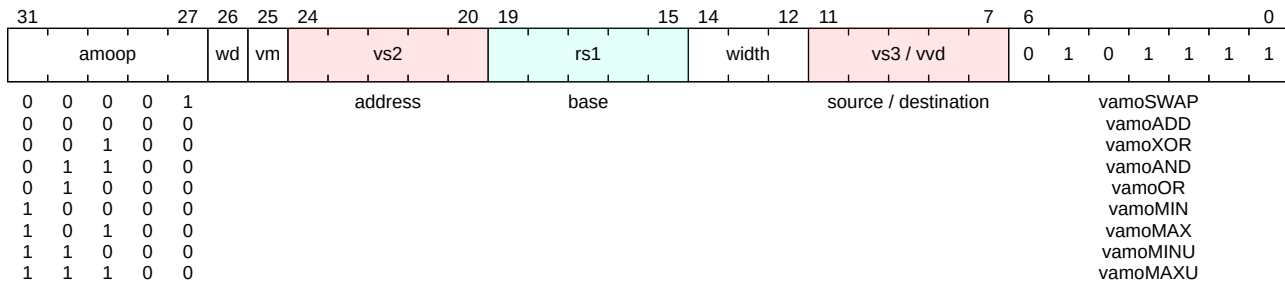 31 27 26 25 24 20 19 15 14 12 11 7 6 0
amoop wd vm vs2 rs1 width vs3 / vvd 0 1 0 1 1 1 1
0 0 0 0 1 address base source / destination vamoSWAP
0 0 0 0 0 vamoADD
0 0 1 0 0 vamoXOR
0 1 1 0 0 vamoAND
0 1 0 0 0 vamoOR
1 0 0 0 0 vamoMIN
1 0 1 0 0 vamoMAX
1 1 0 0 0 vamoMINU
1 1 1 0 0 vamoMAXU